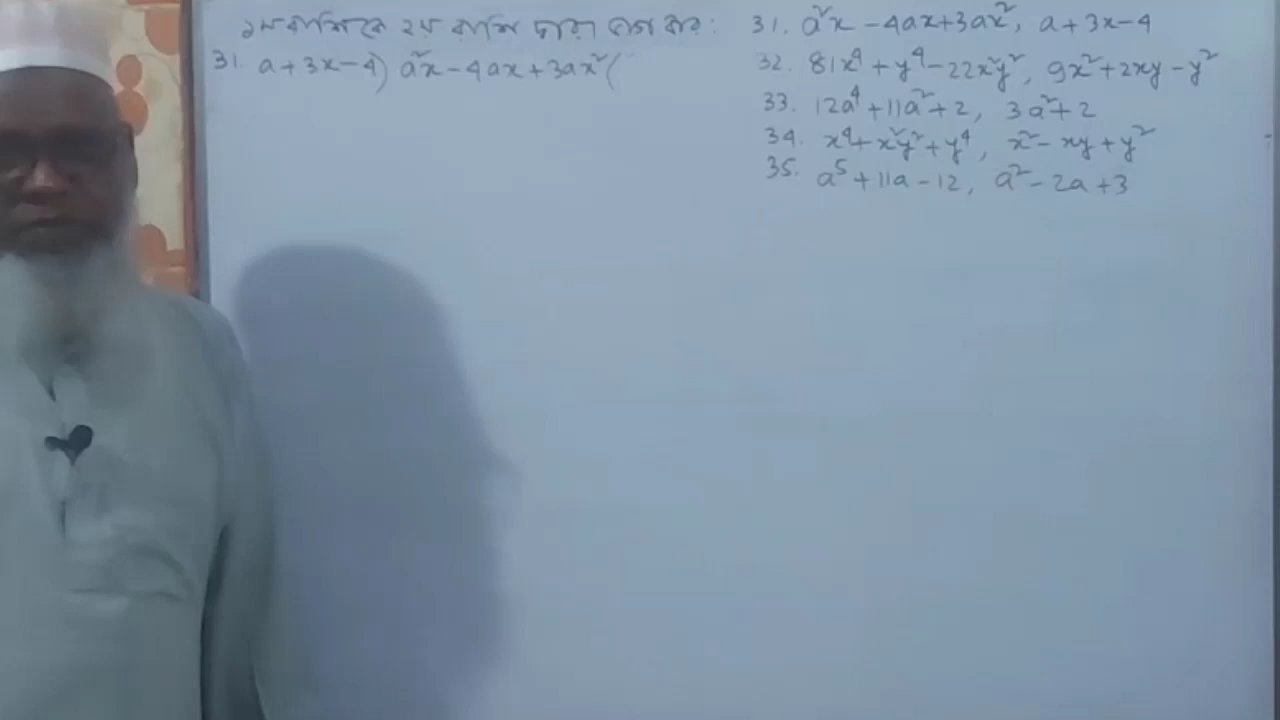 ১ম রাশিকে ২য় রাশি দ্বারা ভাগ কর:
31. a+3x-4) a²x-4ax+3ax² (
31. a²x-4ax+3ax², a+3x-4
32. 81x⁴+y⁴-22x²y², 9x²+2xy-y²
33. 12a⁴+11a²+2, 3a²+2
34. x⁴+x²y²+y⁴, x²-xy+y²
35. a⁵+11a-12, a²-2a+3